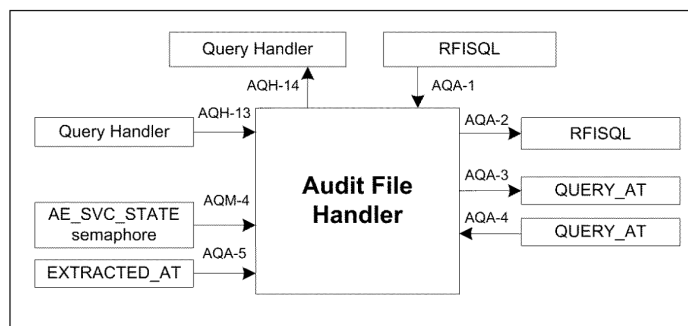 Query Handler
RFISQL
AQH-14
AQA-1
AQH-13
Query Handler
AQA-2
RFISQL
Audit File
Handler
AQA-3
QUERY_AT
AQM-4
AE_SVC_STATE
semaphore
AQA-4
QUERY_AT
AQA-5
EXTRACTED_AT